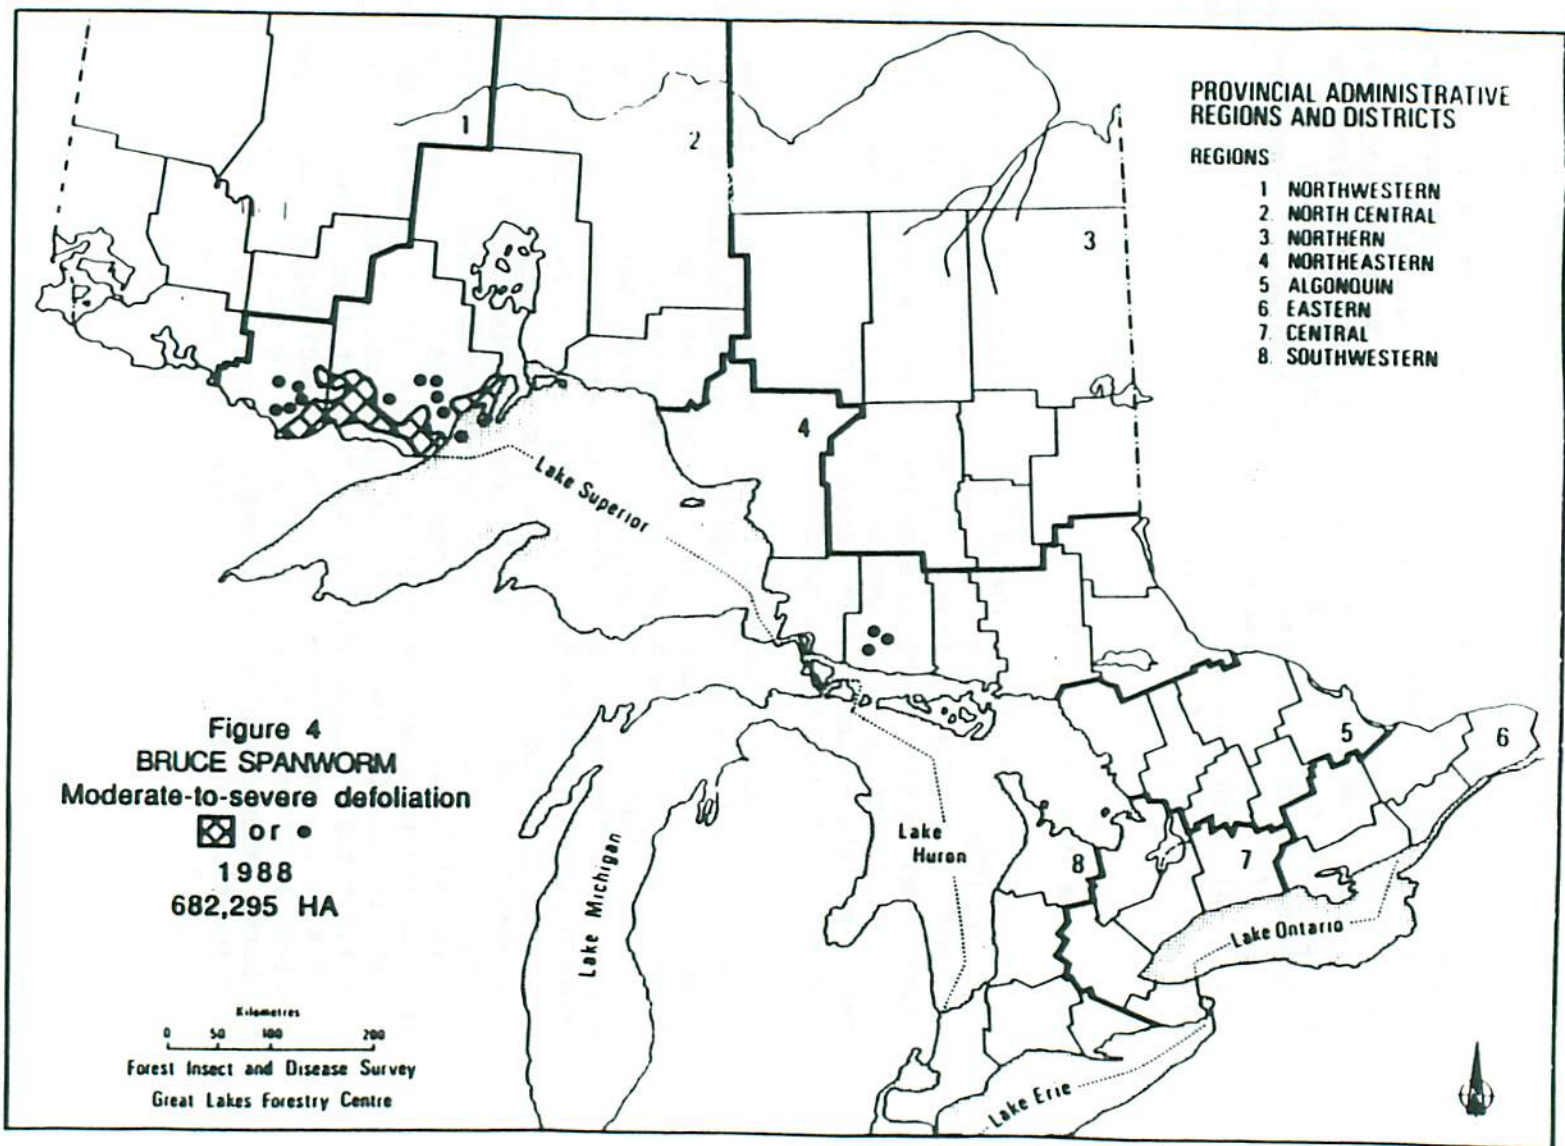 PROVINCIAL ADMINISTRATIVE
REGIONS AND DISTRICTS
REGIONS
1 NORTHWESTERN
2. NORTH CENTRAL
3. NORTHERN
4 NORTHEASTERN
5 ALGONQUIN
6. EASTERN
7. CENTRAL
8. SOUTHWESTERN
1
2
3
4
Lake Superior
5
6
7
8
Lake Huron
Lake Michigan
Lake Ontario
Lake Erie
Figure 4
BRUCE SPANWORM
Moderate-to-severe defoliation
or
1988
682,295 HA
Kilometres
0 50 100 200
Forest Insect and Disease Survey
Great Lakes Forestry Centre